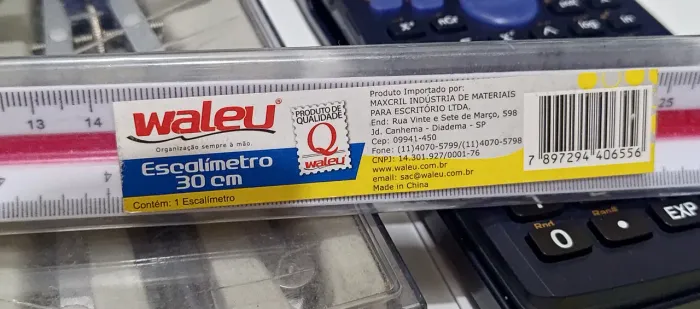 waleu®
Organização sempre à mão.
Escalímetro
30 cm
Contém: 1 Escalímetro
PRODUTO DE
QUALIDADE
Q
waleu
Produto Importado por:
MAXCRIL INDÚSTRIA DE MATERIAIS
PARA ESCRITÓRIO LTDA.
End: Rua Vinte e Sete de Março, 598
Jd. Canhema - Diadema - SP
Cep: 09941-450
Fone: (11)4070-5799/(11)4070-5798
CNPJ: 14.301.927/0001-76
www.waleu.com.br
email: sac@waleu.com.br
Made in China
7 897294 406556
13
14
25
Rnd
0
Ran#
EXP